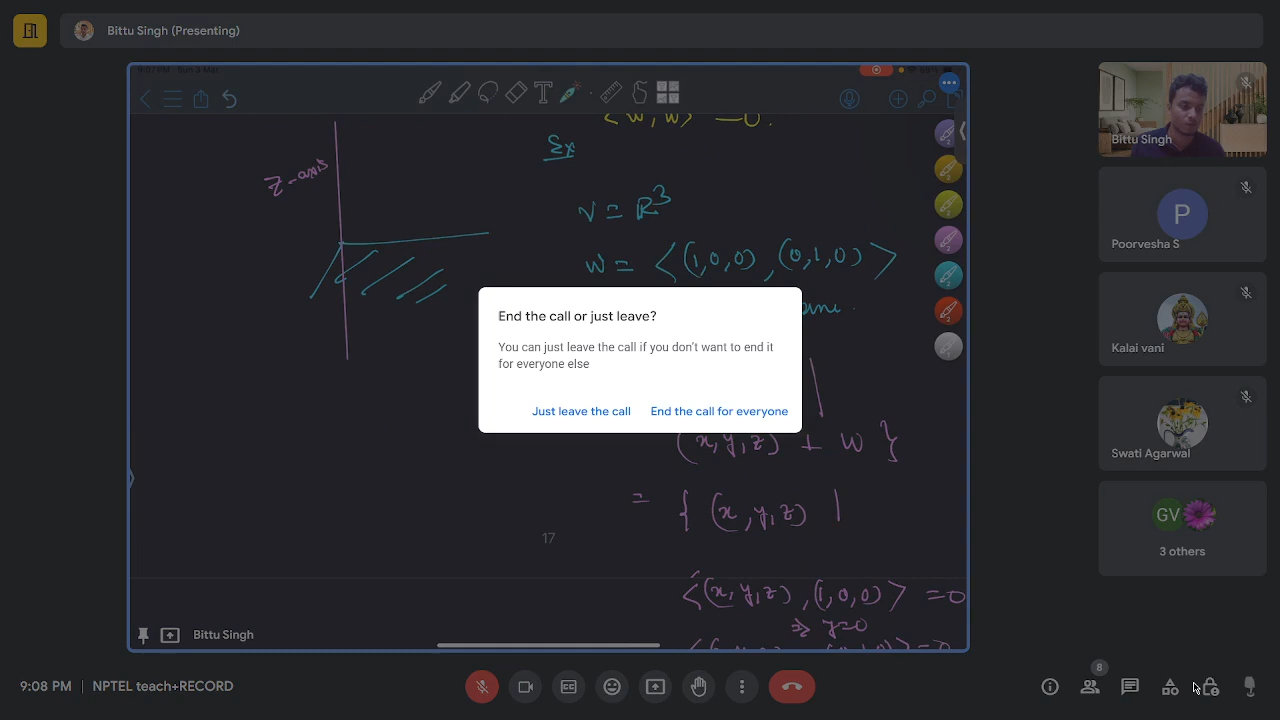 Bittu Singh (Presenting)
Sun 3 Mar
< w, w > = 0.
Ex
z-axis
V = R³
W = < (1,0,0), (0,1,0) >
End the call or just leave?
You can just leave the call if you don't want to end it
for everyone else
Just leave the call
End the call for everyone
(x,y,z) ⊥ W }
= { (x,y,z) |
17
< (x,y,z), (1,0,0) > = 0
Bittu Singh
Bittu Singh
P
Poorvesha S
Kalai vani
Swati Agarwal
GV
3 others
9:08 PM | NPTEL teach+RECORD
8